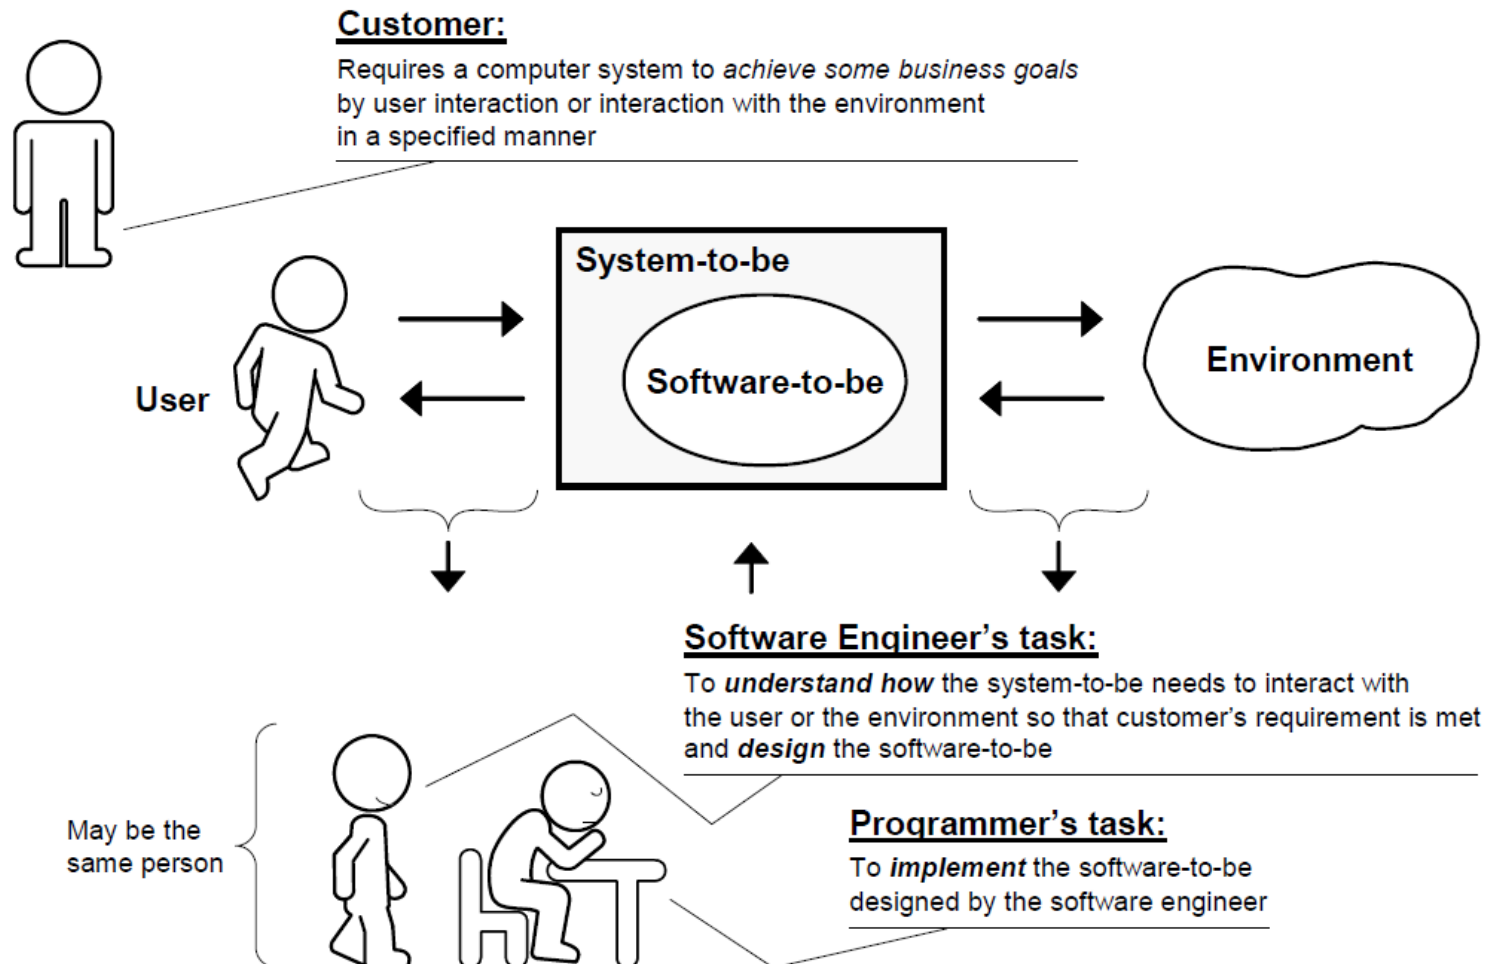 Customer:
Requires a computer system to achieve some business goals
by user interaction or interaction with the environment
in a specified manner
System-to-be
Software-to-be
Environment
User
Software Engineer's task:
To understand how the system-to-be needs to interact with
the user or the environment so that customer's requirement is met
and design the software-to-be
May be the
same person
Programmer's task:
To implement the software-to-be
designed by the software engineer